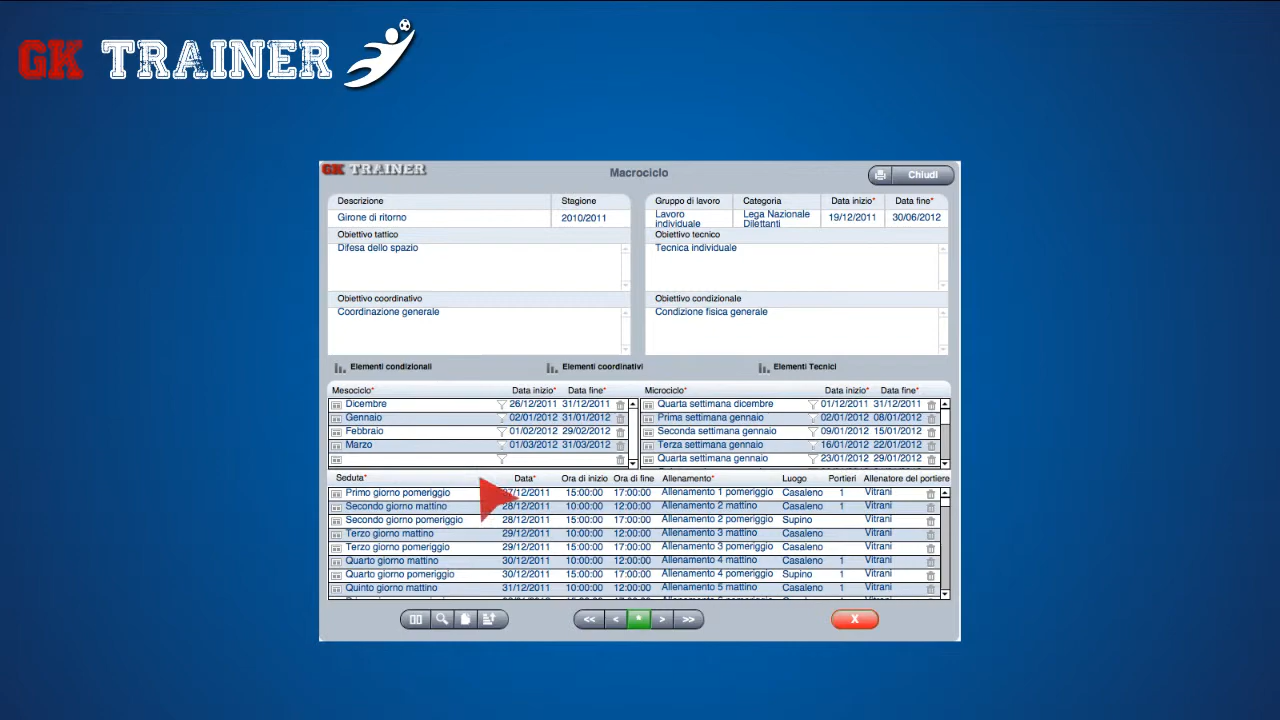 GK TRAINER
GK TRAINER Macrociclo Chiudi
Descrizione Stagione Gruppo di lavoro Categoria Data inizio* Data fine*
Girone di ritorno 2010/2011 Lavoro individuale Lega Nazionale Dilettanti 19/12/2011 30/06/2012
Obiettivo tattico Obiettivo tecnico
Difesa dello spazio Tecnica individuale
Obiettivo coordinativo Obiettivo condizionale
Coordinazione generale Condizione fisica generale
Elementi condizionali Elementi coordinativi Elementi Tecnici
Mesociclo* Data inizio* Data fine* Microciclo* Data inizio* Data fine*
Dicembre 26/12/2011 31/12/2011 Quarta settimana dicembre 01/12/2011 31/12/2011
Gennaio 02/01/2012 31/01/2012 Prima settimana gennaio 02/01/2012 08/01/2012
Febbraio 01/02/2012 29/02/2012 Seconda settimana gennaio 09/01/2012 15/01/2012
Marzo 01/03/2012 31/03/2012 Terza settimana gennaio 16/01/2012 22/01/2012
Quarta settimana gennaio 23/01/2012 29/01/2012
Seduta* Data* Ora di inizio Ora di fine Allenamento* Luogo Portieri Allenatore del portiere
Primo giorno pomeriggio 27/12/2011 15:00:00 17:00:00 Allenamento 1 pomeriggio Casaleno 1 Vitrani
Secondo giorno mattino 28/12/2011 10:00:00 12:00:00 Allenamento 2 mattino Casaleno 1 Vitrani
Secondo giorno pomeriggio 28/12/2011 15:00:00 17:00:00 Allenamento 2 pomeriggio Supino Vitrani
Terzo giorno mattino 29/12/2011 10:00:00 12:00:00 Allenamento 3 mattino Casaleno Vitrani
Terzo giorno pomeriggio 29/12/2011 15:00:00 17:00:00 Allenamento 3 pomeriggio Casaleno Vitrani
Quarto giorno mattino 30/12/2011 10:00:00 12:00:00 Allenamento 4 mattino Casaleno 1 Vitrani
Quarto giorno pomeriggio 30/12/2011 15:00:00 17:00:00 Allenamento 4 pomeriggio Supino 1 Vitrani
Quinto giorno mattino 31/12/2011 10:00:00 12:00:00 Allenamento 5 mattino Casaleno 1 Vitrani
<< < * > >> X